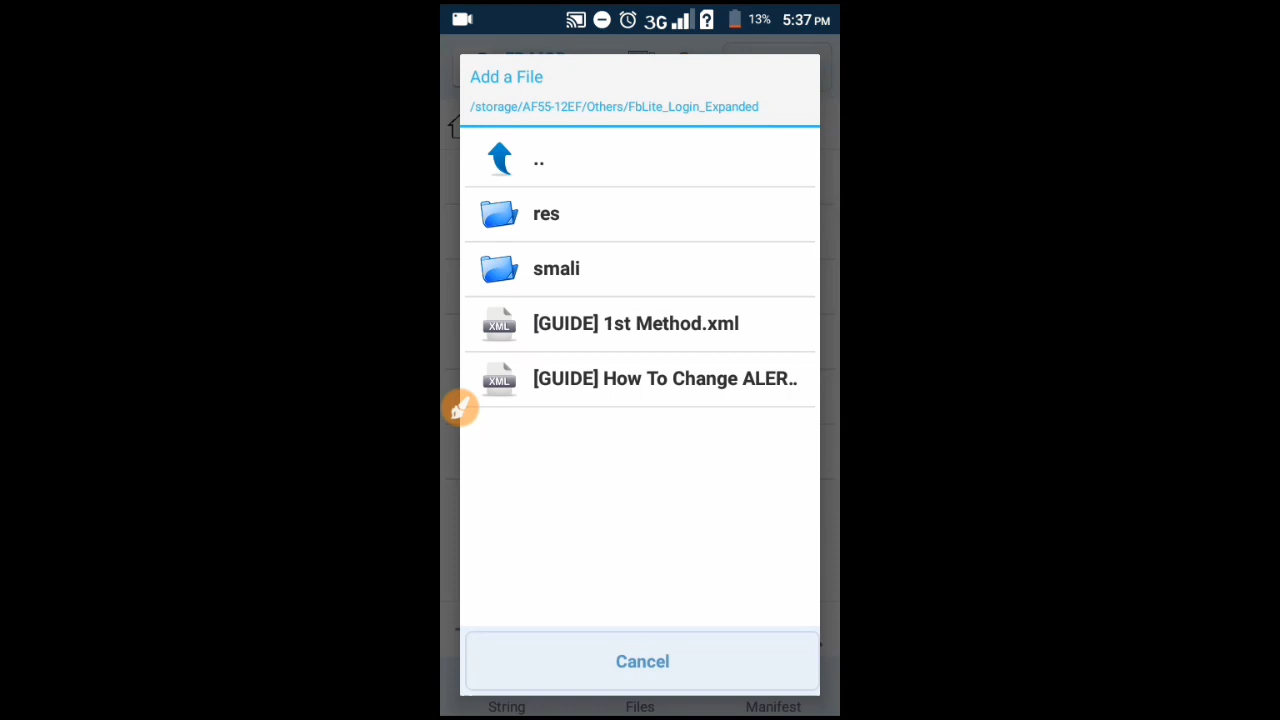 3G ? 13% 5:37 PM
Add a File
/storage/AF55-12EF/Others/FbLite_Login_Expanded
..
res
smali
XML [GUIDE] 1st Method.xml
XML [GUIDE] How To Change ALER..
Cancel
String Files Manifest